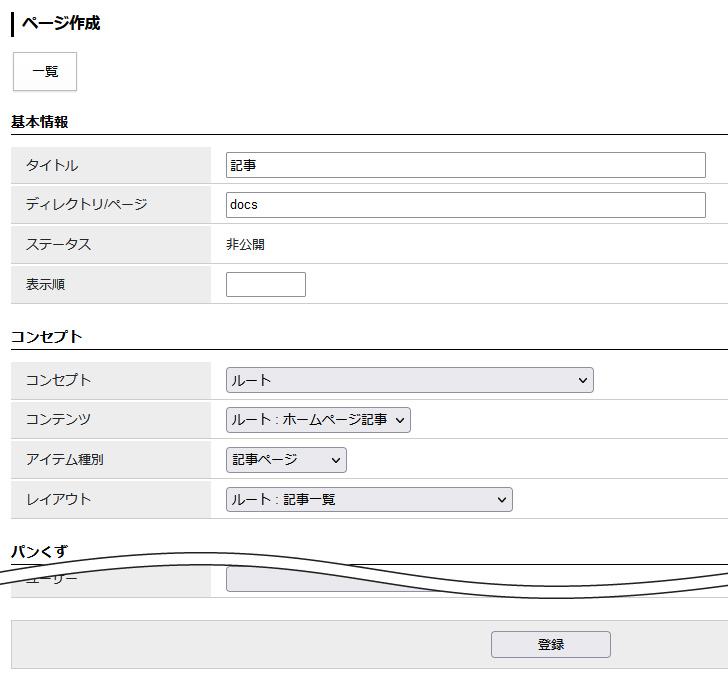 ページ作成
一覧
基本情報
タイトル 記事
ディレクトリ/ページ docs
ステータス 非公開
表示順
コンセプト
コンセプト ルート
コンテンツ ルート : ホームページ記事
アイテム種別 記事ページ
レイアウト ルート : 記事一覧
パンくず
ユーザー
登録